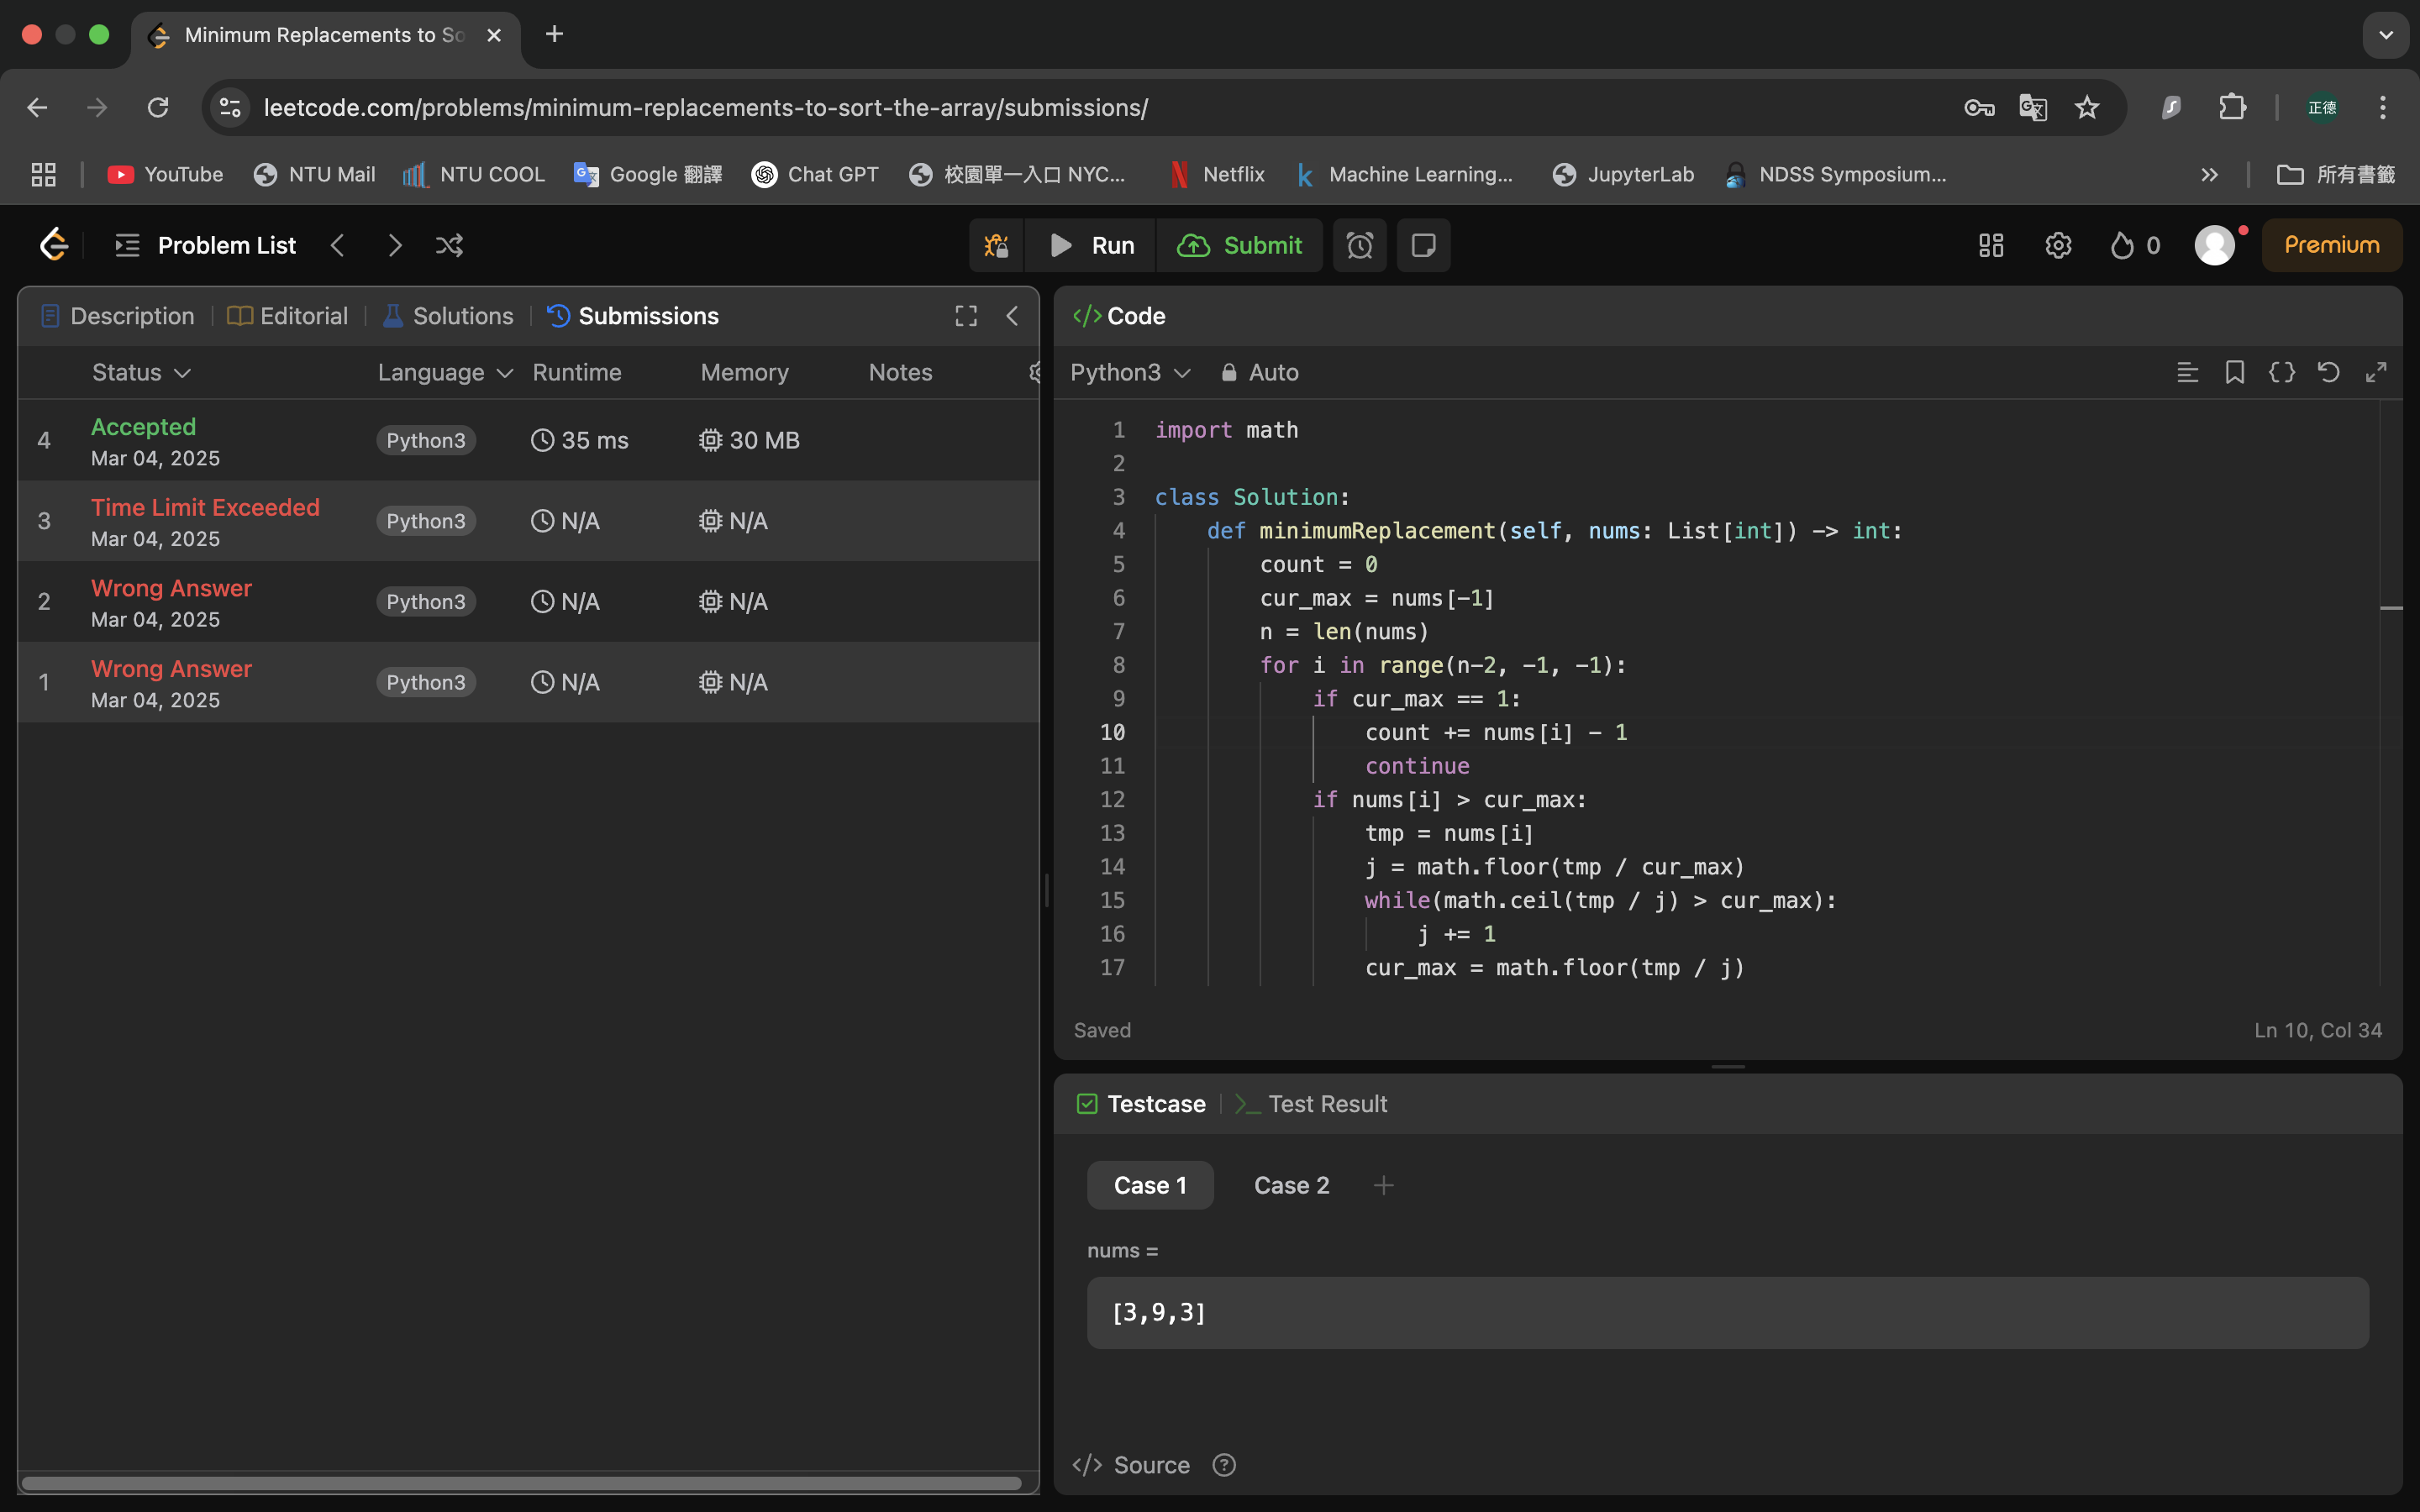 Minimum Replacements to So
leetcode.com/problems/minimum-replacements-to-sort-the-array/submissions/
正德
YouTube NTU Mail NTU COOL Google 翻譯 Chat GPT 校園單一入口 NYC... Netflix Machine Learning... JupyterLab NDSS Symposium... 所有書籤
Problem List Run Submit 0 Premium
Description Editorial Solutions Submissions
Status Language Runtime Memory Notes
4 Accepted Python3 35 ms 30 MB
Mar 04, 2025
3 Time Limit Exceeded Python3 N/A N/A
Mar 04, 2025
2 Wrong Answer Python3 N/A N/A
Mar 04, 2025
1 Wrong Answer Python3 N/A N/A
Mar 04, 2025
</> Code
Python3 Auto
1 import math
2
3 class Solution:
4 def minimumReplacement(self, nums: List[int]) -> int:
5 count = 0
6 cur_max = nums[-1]
7 n = len(nums)
8 for i in range(n-2, -1, -1):
9 if cur_max == 1:
10 count += nums[i] - 1
11 continue
12 if nums[i] > cur_max:
13 tmp = nums[i]
14 j = math.floor(tmp / cur_max)
15 while(math.ceil(tmp / j) > cur_max):
16 j += 1
17 cur_max = math.floor(tmp / j)
Saved Ln 10, Col 34
Testcase Test Result
Case 1 Case 2
nums =
[3,9,3]
</> Source